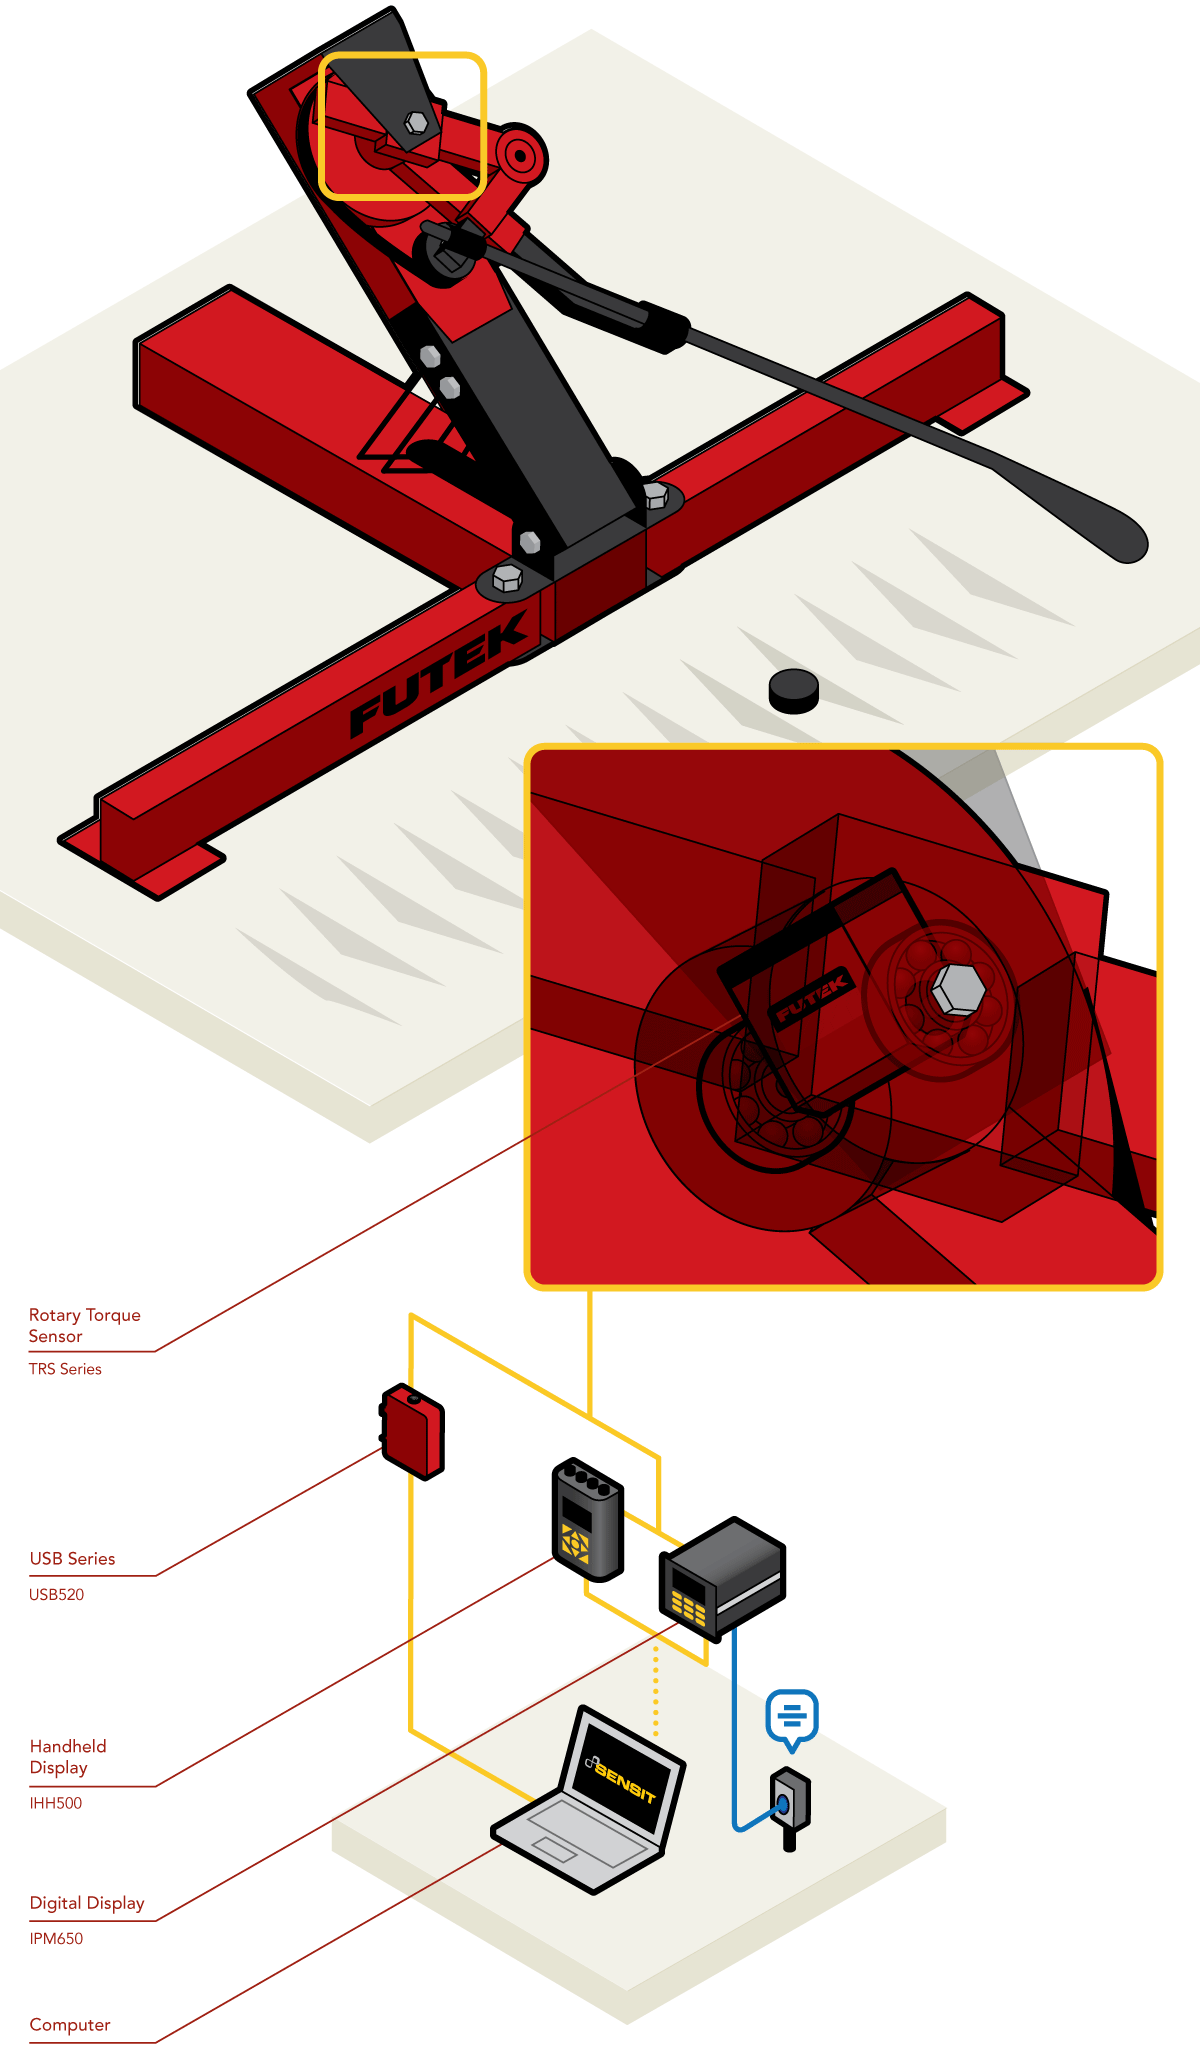 FUTEK
FUTEK
Rotary Torque
Sensor
TRS Series
USB Series
USB520
Handheld
Display
IHH500
SENSIT
Digital Display
IPM650
Computer